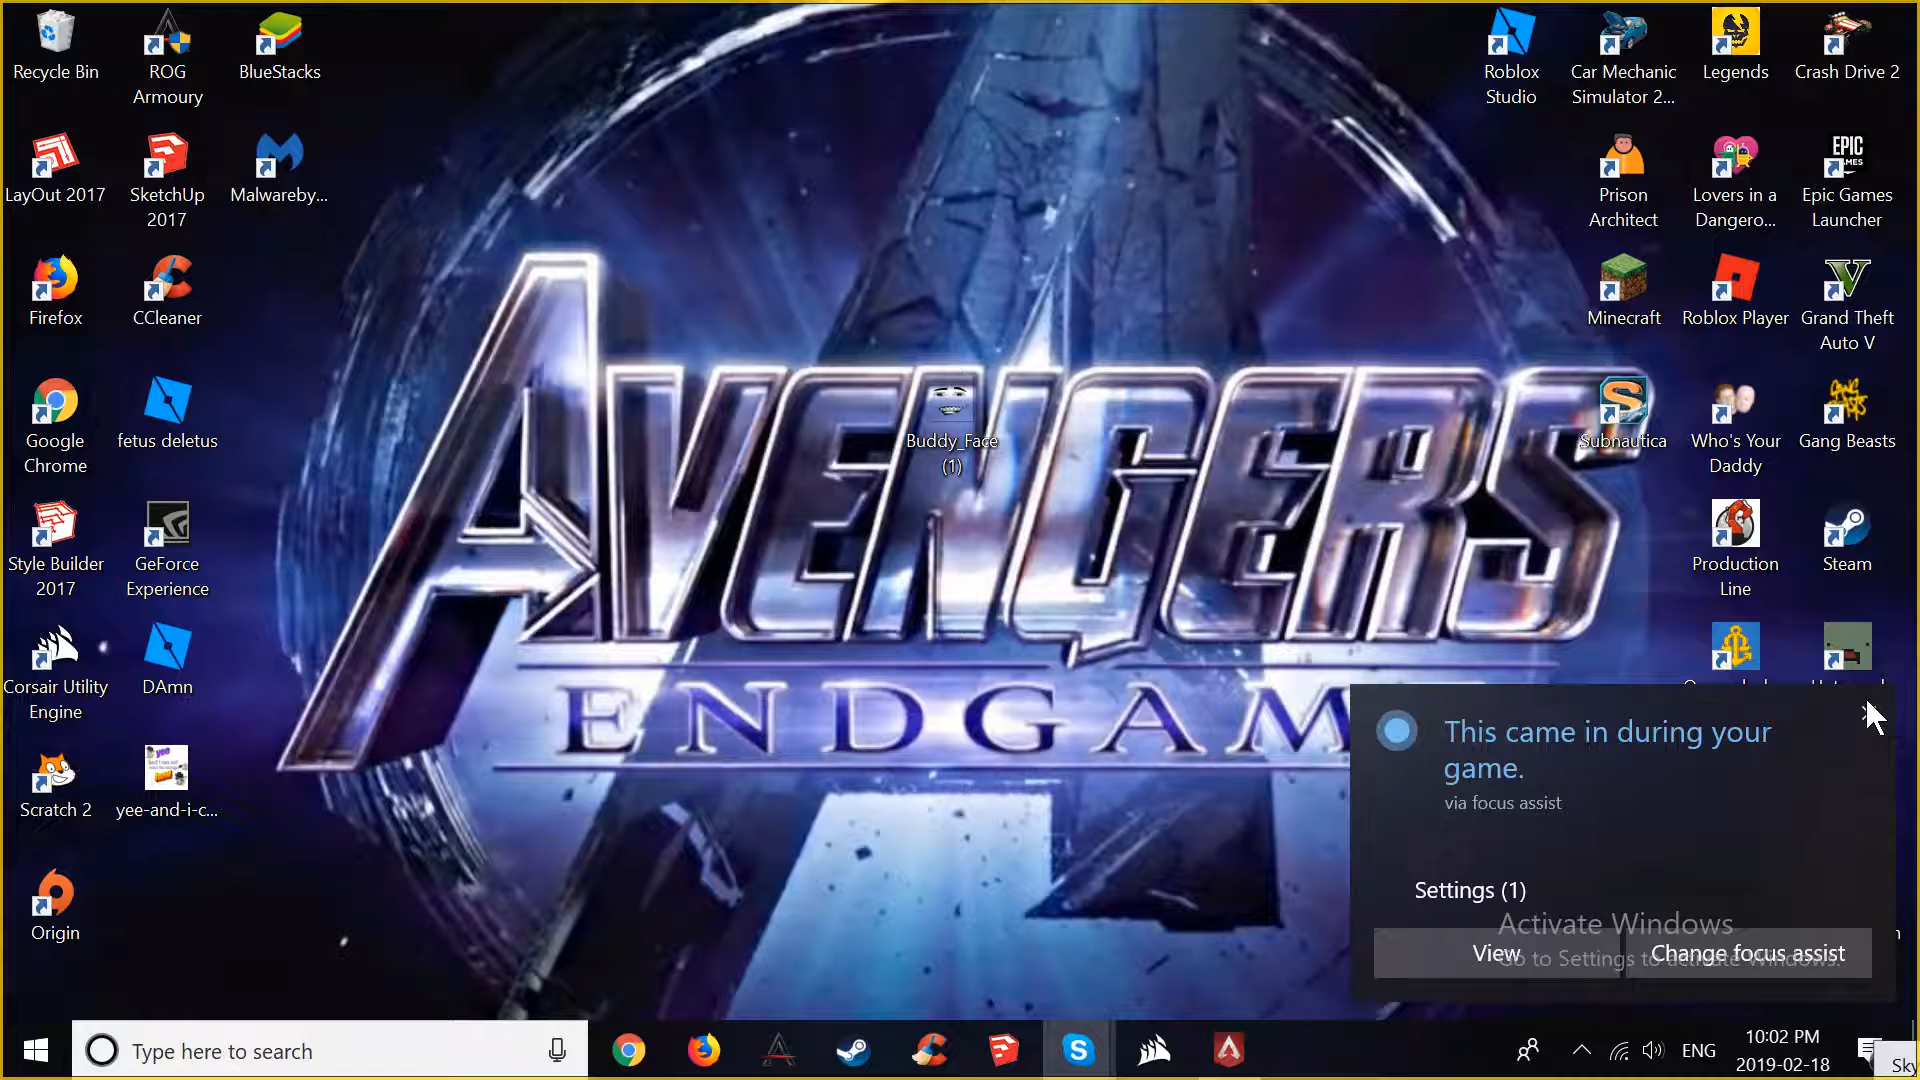 Recycle Bin
ROG
Armoury
BlueStacks
LayOut 2017
SketchUp
2017
Malwareby...
Firefox
CCleaner
Google
Chrome
fetus deletus
Style Builder
2017
GeForce
Experience
Corsair Utility
Engine
DAmn
Scratch 2
yee-and-i-c...
Origin
AVENGERS
ENDGAM
Buddy_Face
(1)
Roblox
Studio
Car Mechanic
Simulator 2...
Legends
Crash Drive 2
Prison
Architect
Lovers in a
Dangero...
EPIC
Epic Games
Launcher
Minecraft
Roblox Player
Grand Theft
Auto V
Subnautica
Who's Your
Daddy
GANG
BEASTS
Gang Beasts
Production
Line
Steam
This came in during your
game.
via focus assist
Settings (1)
Activate Windows
Go to Settings to activate Windows.
View
Change focus assist
Type here to search
ENG
10:02 PM
2019-02-18
Sky